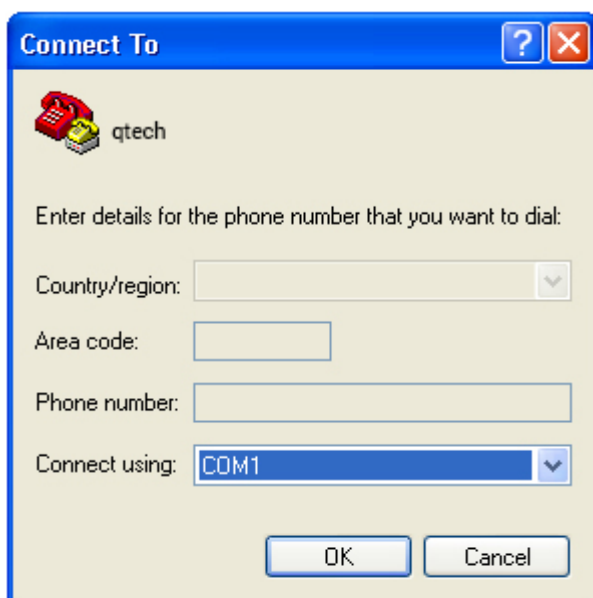 Connect To
qtech
Enter details for the phone number that you want to dial:
Country/region:
Area code:
Phone number:
Connect using: COM1
OK Cancel